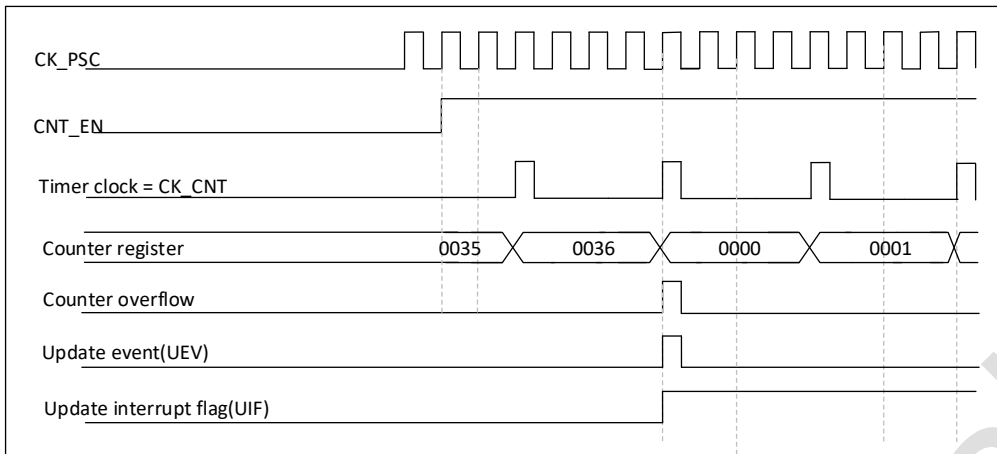 CK_PSC
CNT_EN
Timer clock = CK_CNT
Counter register 0035 0036 0000 0001
Counter overflow
Update event(UEV)
Update interrupt flag(UIF)